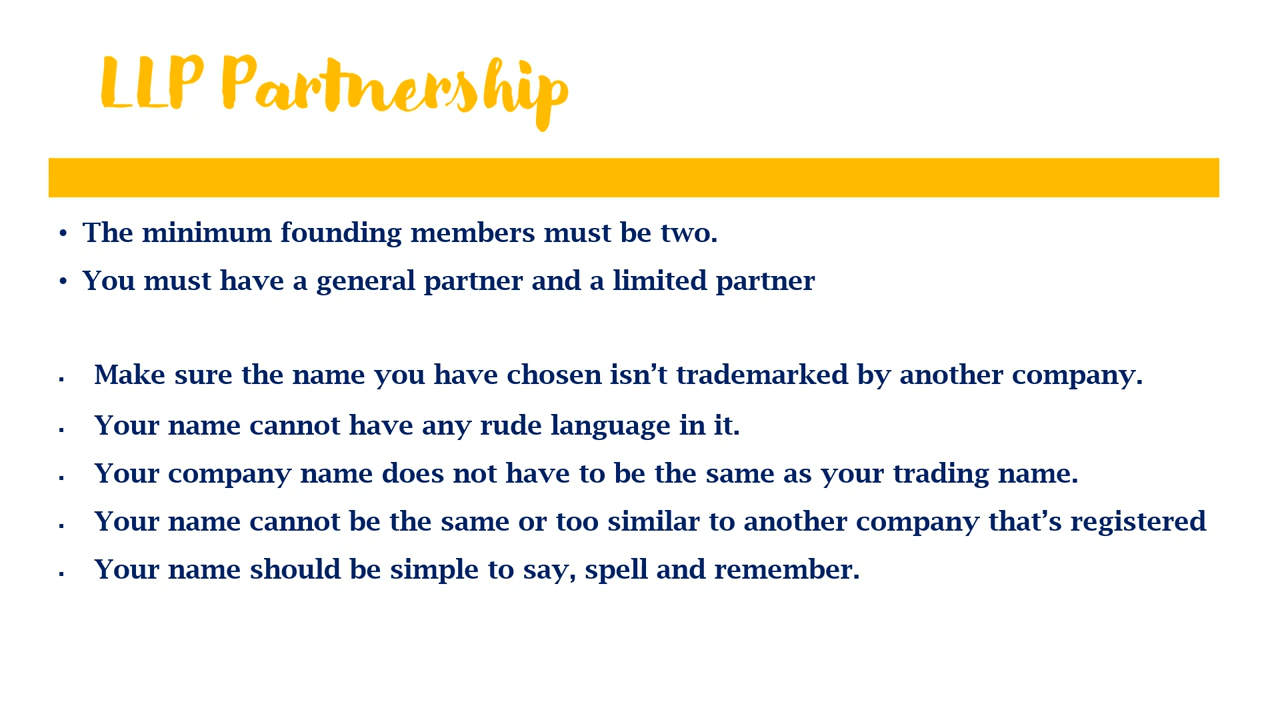 LLP Partnership
• The minimum founding members must be two.
• You must have a general partner and a limited partner
▪ Make sure the name you have chosen isn’t trademarked by another company.
▪ Your name cannot have any rude language in it.
▪ Your company name does not have to be the same as your trading name.
▪ Your name cannot be the same or too similar to another company that’s registered
▪ Your name should be simple to say, spell and remember.